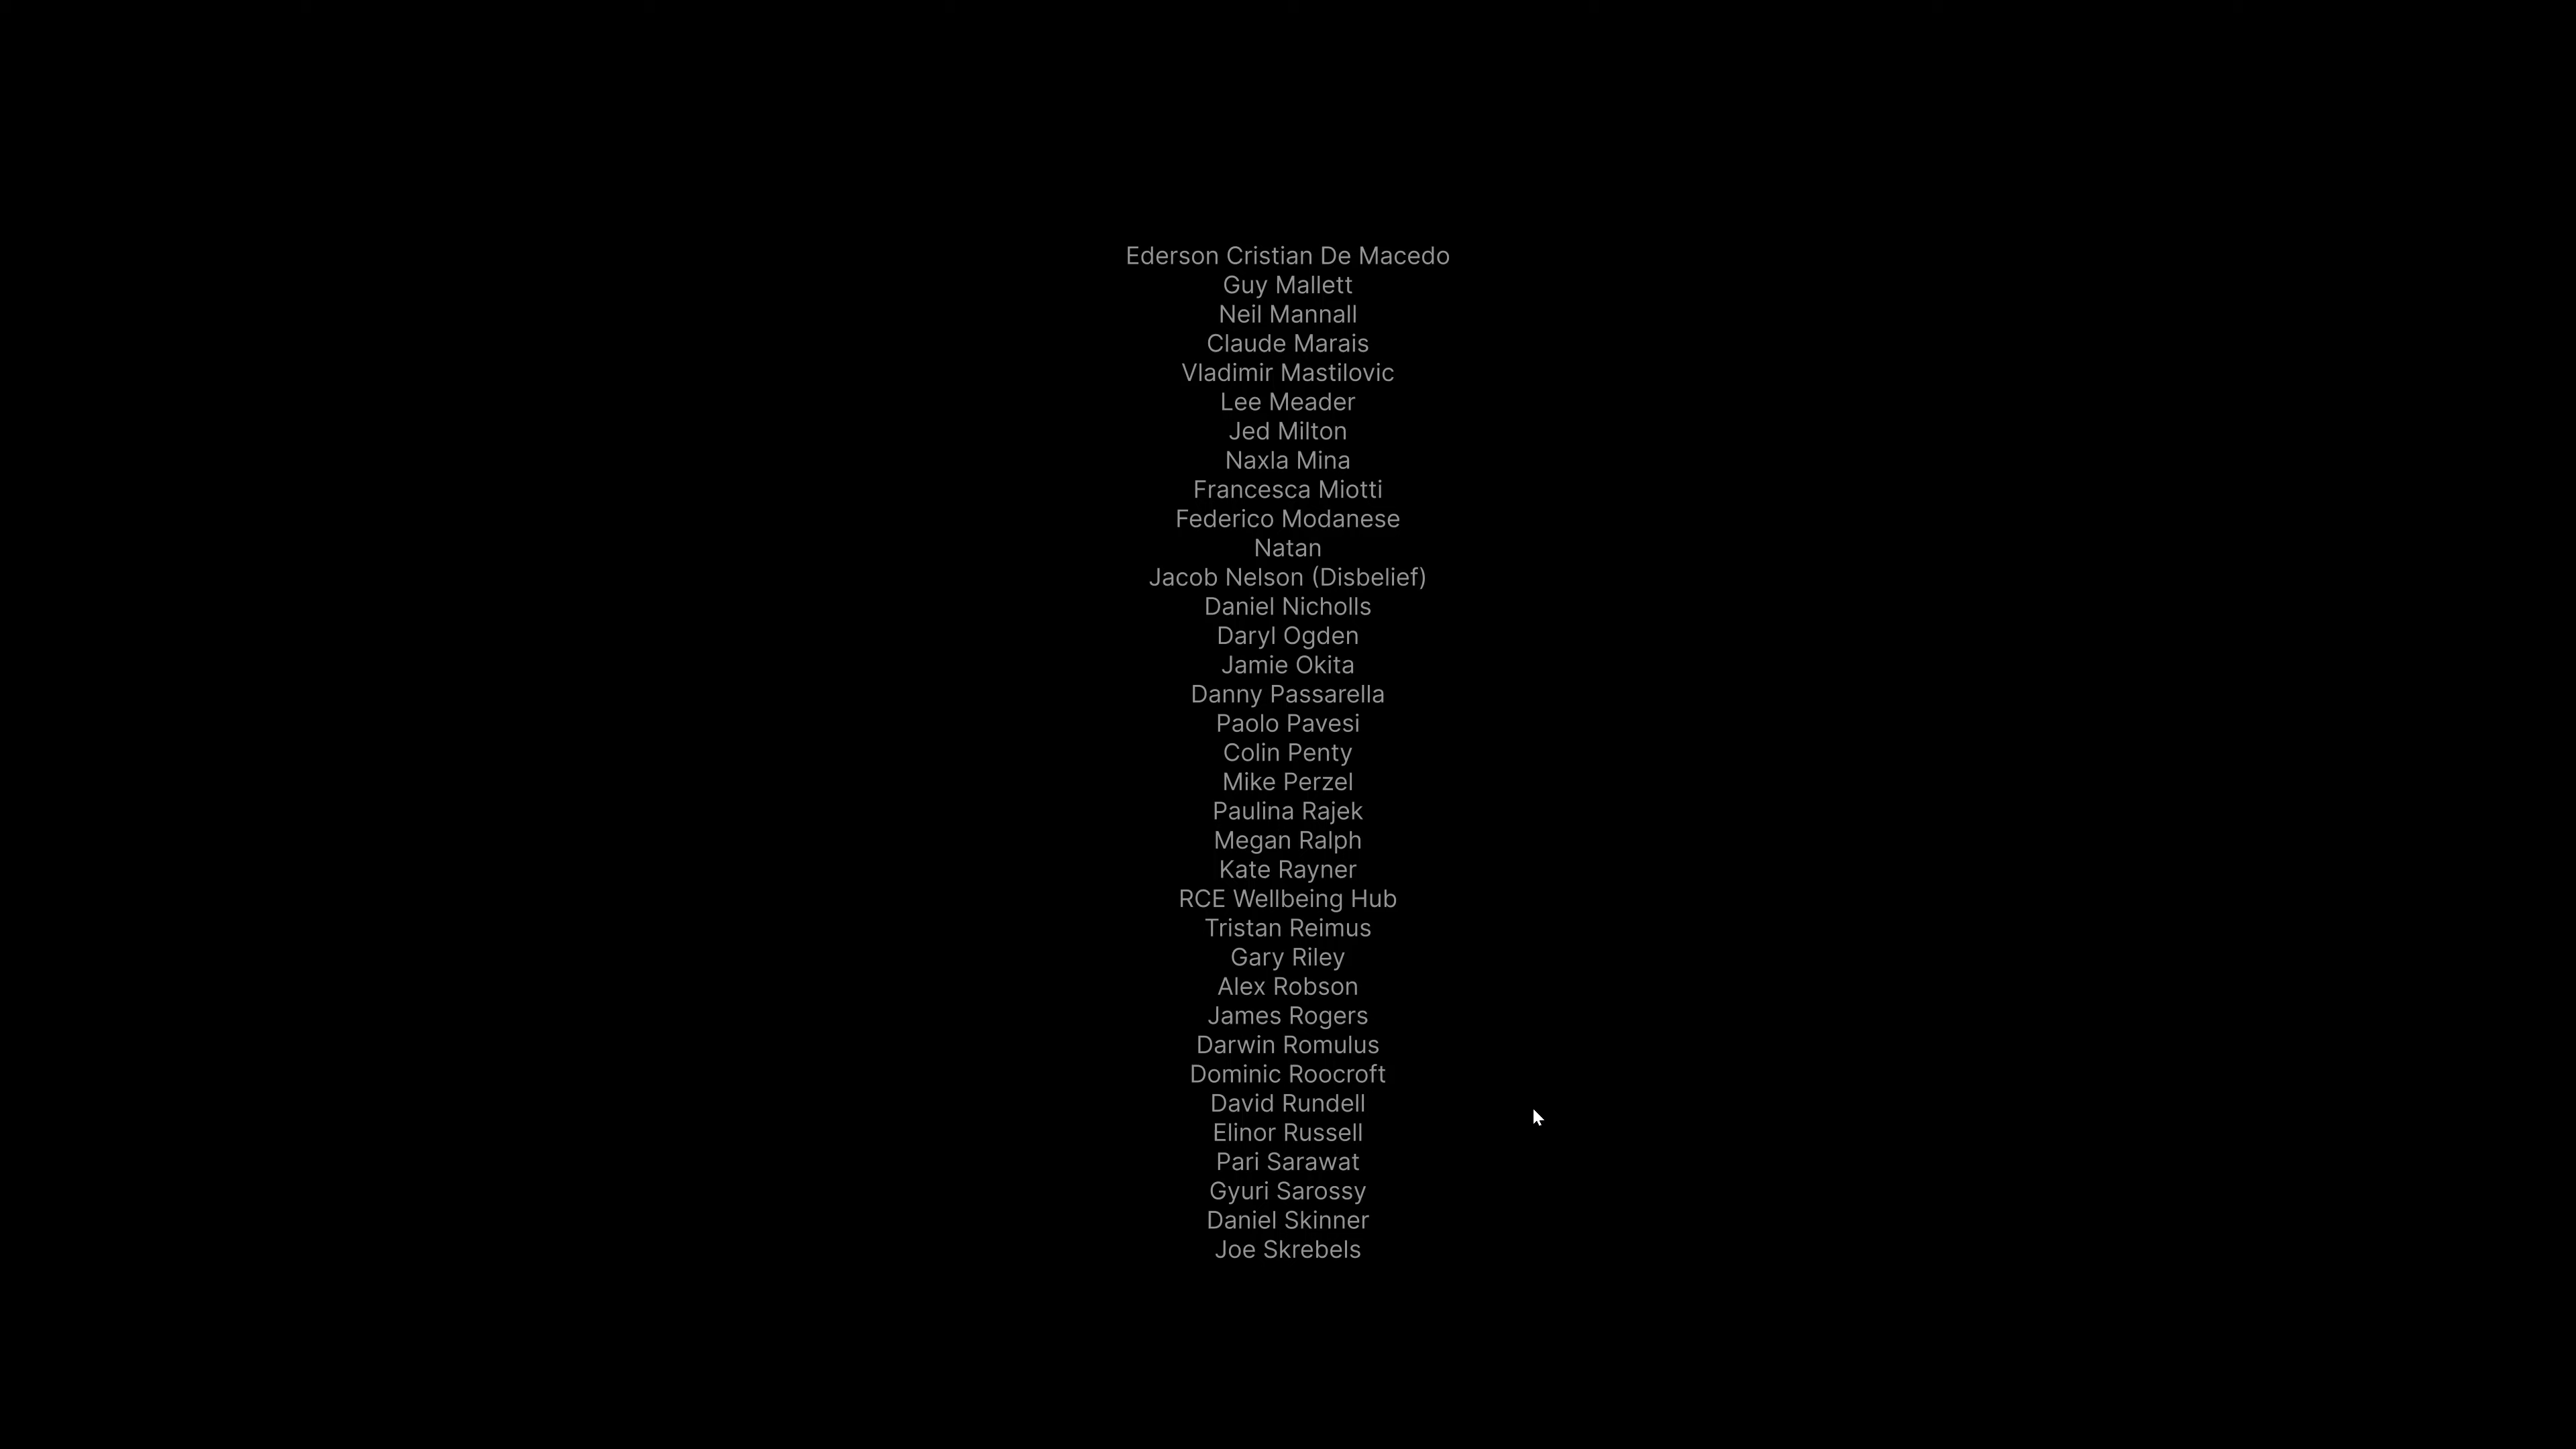 Ederson Cristian De Macedo
Guy Mallett
Neil Mannall
Claude Marais
Vladimir Mastilovic
Lee Meader
Jed Milton
Naxla Mina
Francesca Miotti
Federico Modanese
Natan
Jacob Nelson (Disbelief)
Daniel Nicholls
Daryl Ogden
Jamie Okita
Danny Passarella
Paolo Pavesi
Colin Penty
Mike Perzel
Paulina Rajek
Megan Ralph
Kate Rayner
RCE Wellbeing Hub
Tristan Reimus
Gary Riley
Alex Robson
James Rogers
Darwin Romulus
Dominic Roocroft
David Rundell
Elinor Russell
Pari Sarawat
Gyuri Sarossy
Daniel Skinner
Joe Skrebels